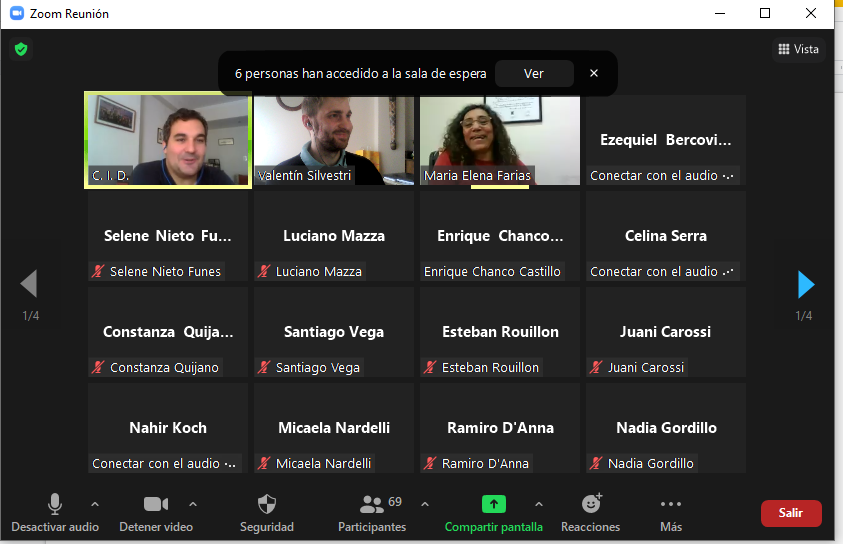 Zoom Reunión
Vista
6 personas han accedido a la sala de espera
Ver
C. I. D.
Valentín Silvestri
Maria Elena Farias
Ezequiel Bercovi...
Conectar con el audio ...
Selene Nieto Fu...
Selene Nieto Funes
Luciano Mazza
Luciano Mazza
Enrique Chanco...
Enrique Chanco Castillo
Celina Serra
Conectar con el audio ...
1/4
1/4
Constanza Quija...
Constanza Quijano
Santiago Vega
Santiago Vega
Esteban Rouillon
Esteban Rouillon
Juani Carossi
Juani Carossi
Nahir Koch
Conectar con el audio ...
Micaela Nardelli
Micaela Nardelli
Ramiro D'Anna
Ramiro D'Anna
Nadia Gordillo
Nadia Gordillo
Desactivar audio
Detener video
Seguridad
69
Participantes
Compartir pantalla
Reacciones
Más
Salir